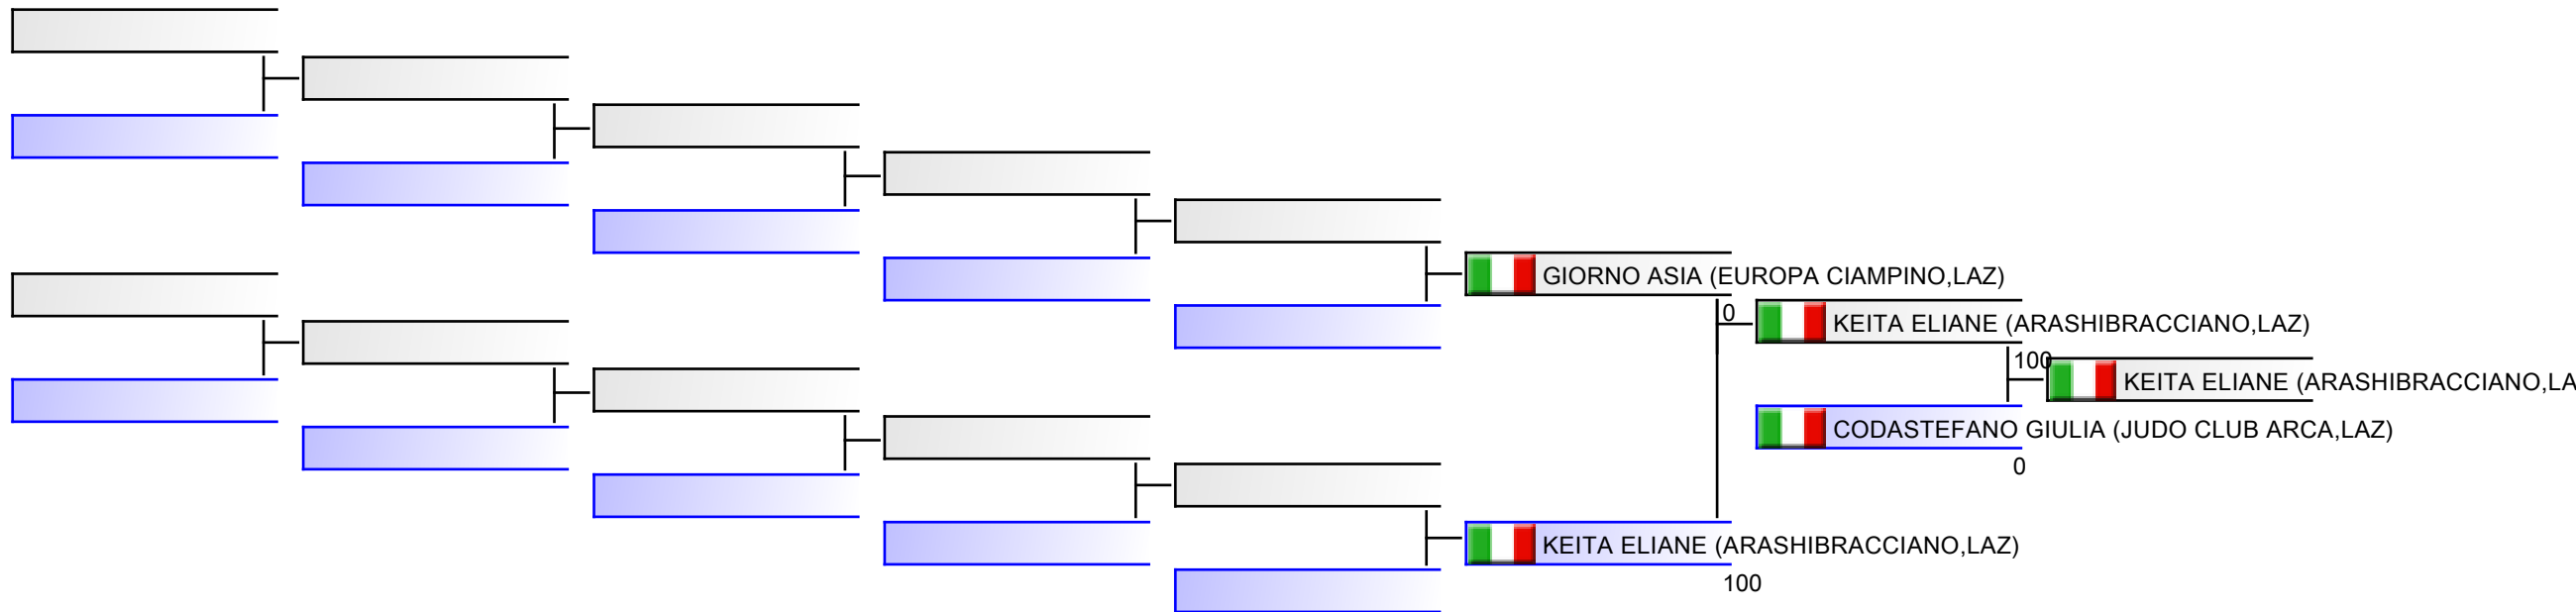 GIORNO ASIA (EUROPA CIAMPINO,LAZ)
0
KEITA ELIANE (ARASHIBRACCIANO,LAZ)
100
KEITA ELIANE (ARASHIBRACCIANO,LA
CODASTEFANO GIULIA (JUDO CLUB ARCA,LAZ)
0
KEITA ELIANE (ARASHIBRACCIANO,LAZ)
100